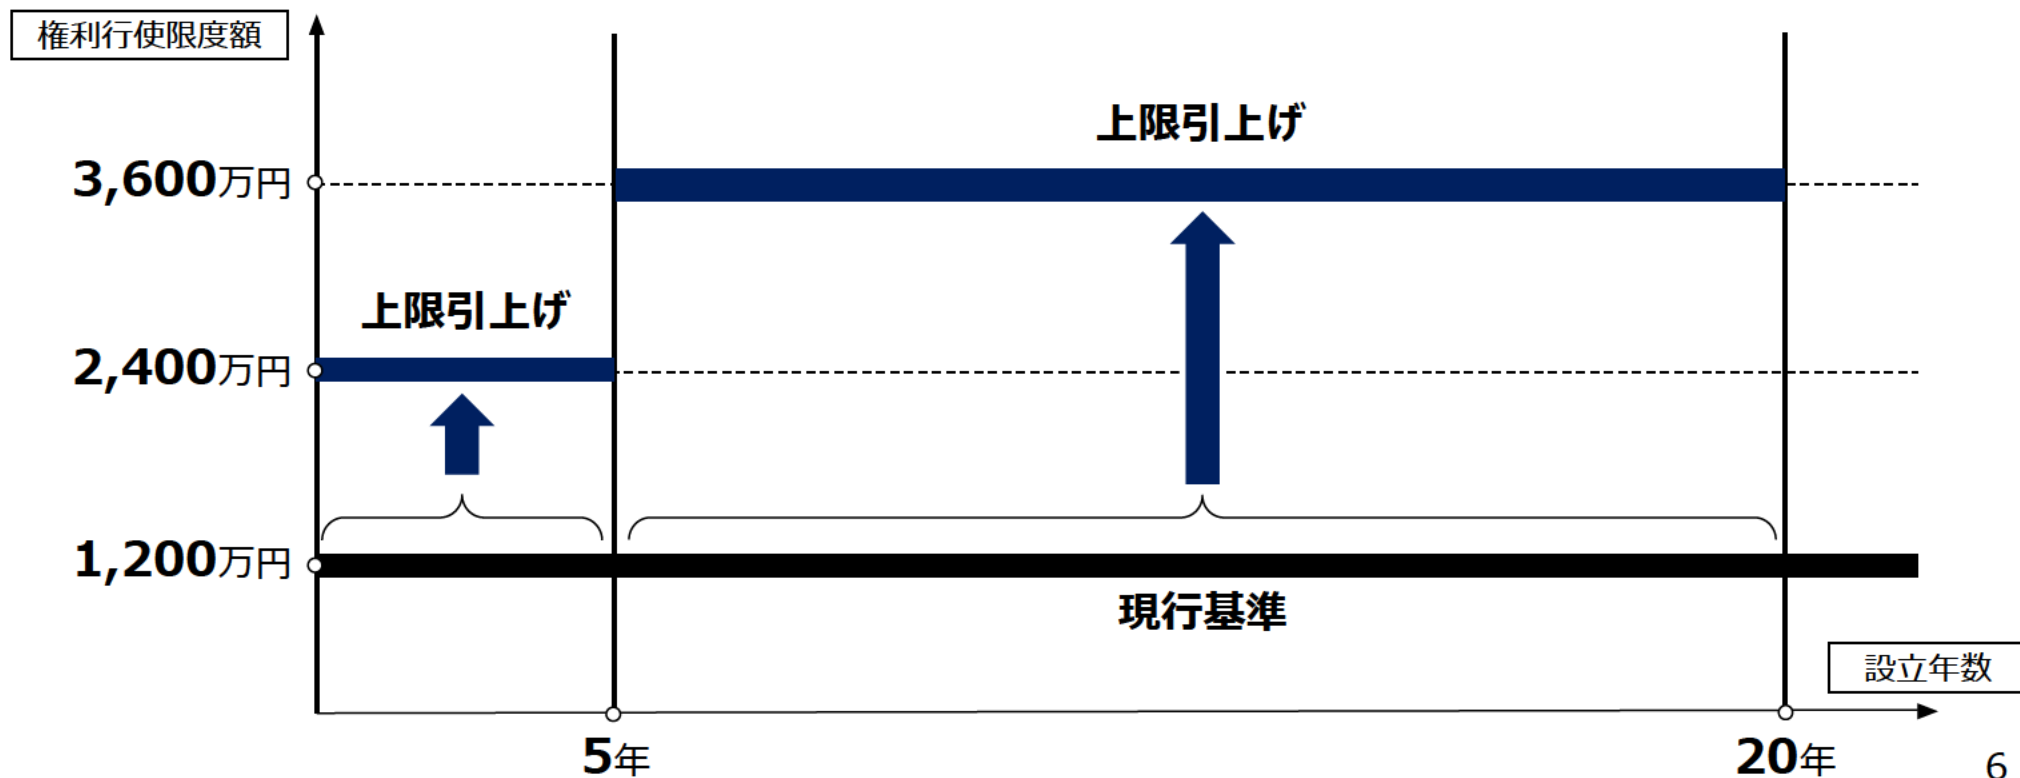 権利行使限度額
上限引上げ
3,600万円
上限引上げ
2,400万円
1,200万円
現行基準
設立年数
5年
20年
6